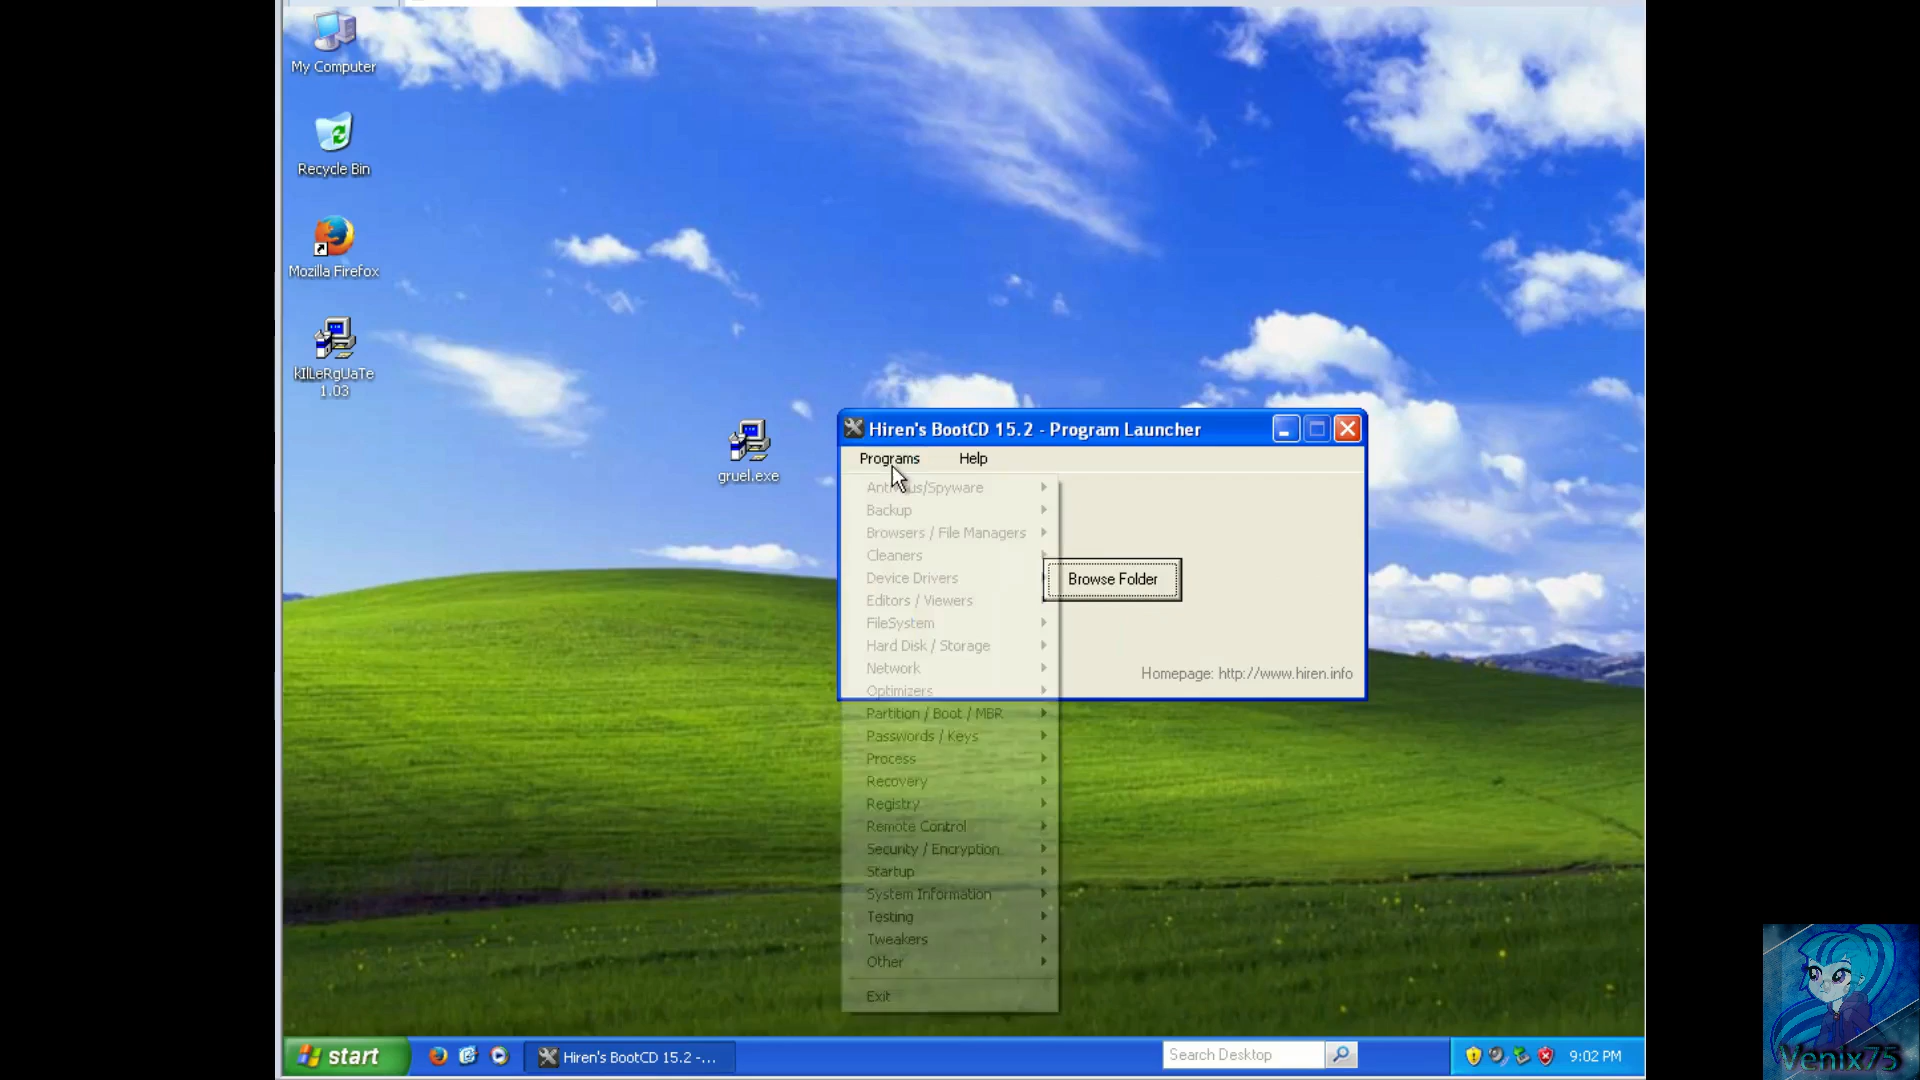 My Computer
Recycle Bin
Mozilla Firefox
kIlLeRgUaTe
1.03
gruel.exe
Hiren's BootCD 15.2 - Program Launcher
Programs
Help
Antivirus/Spyware
Backup
Browsers / File Managers
Cleaners
Device Drivers
Editors / Viewers
FileSystem
Hard Disk / Storage
Network
Optimizers
Partition / Boot / MBR
Passwords / Keys
Process
Recovery
Registry
Remote Control
Security / Encryption
Startup
System Information
Testing
Tweakers
Other
Exit
Browse Folder
Homepage: http://www.hiren.info
start
Hiren's BootCD 15.2 -...
Search Desktop
9:02 PM
Venix75